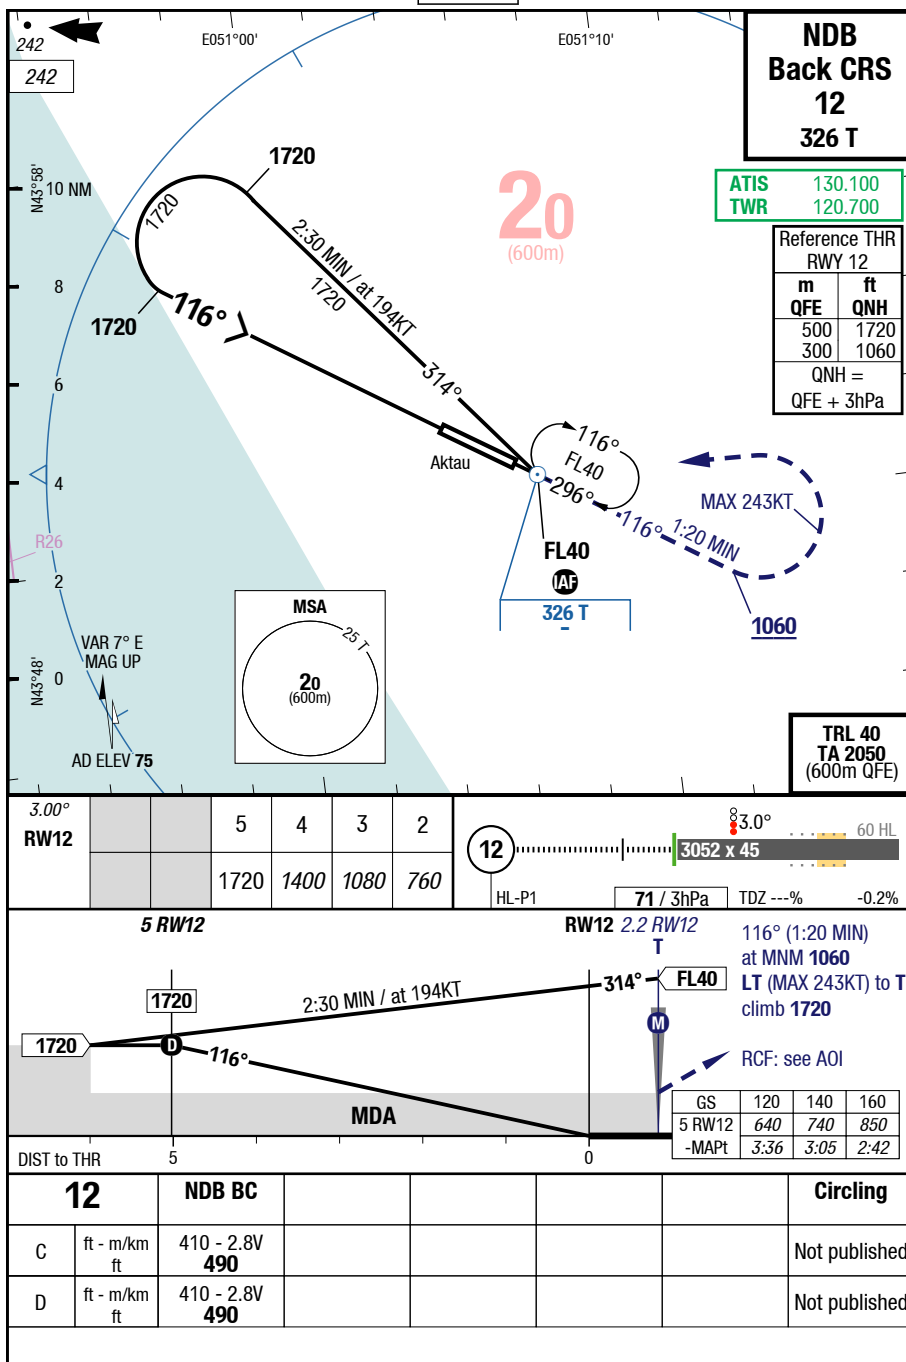 242
242
E051°00'
E051°10'
NDB
Back CRS
12
326 T
ATIS 130.100
TWR 120.700
Reference THR
RWY 12
m ft
QFE QNH
500 1720
300 1060
QNH =
QFE + 3hPa
N43°58'
10 NM
8
6
4
2
0
N43°48'
1720
1720
1720
116°
2:30 MIN / at 194KT
1720
314°
20
(600m)
Aktau
116°
FL40
296°
116°
1:20 MIN
MAX 243KT
1060
FL40
IAF
326 T
R26
VAR 7° E
MAG UP
AD ELEV 75
MSA
25 T
20
(600m)
TRL 40
TA 2050
(600m QFE)
3.00°
RW12
5 4 3 2
1720 1400 1080 760
12
3.0°
60 HL
3052 x 45
HL-P1
71 / 3hPa
TDZ ---%
-0.2%
5 RW12
RW12 2.2 RW12
T
116° (1:20 MIN)
at MNM 1060
LT (MAX 243KT) to T
climb 1720
1720
2:30 MIN / at 194KT
314°
FL40
1720
D
116°
M
RCF: see AOI
MDA
GS 120 140 160
5 RW12 640 740 850
-MAPt 3:36 3:05 2:42
DIST to THR
5
0
12 NDB BC Circling
C ft - m/km 410 - 2.8V Not published
ft 490
D ft - m/km 410 - 2.8V Not published
ft 490